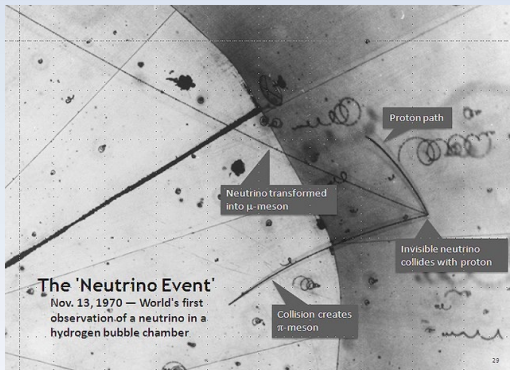 Proton path
Neutrino transformed
into μ-meson
Invisible neutrino
collides with proton
The 'Neutrino Event'
Nov. 13, 1970 — World's first
observation of a neutrino in a
hydrogen bubble chamber
Collision creates
π-meson
29